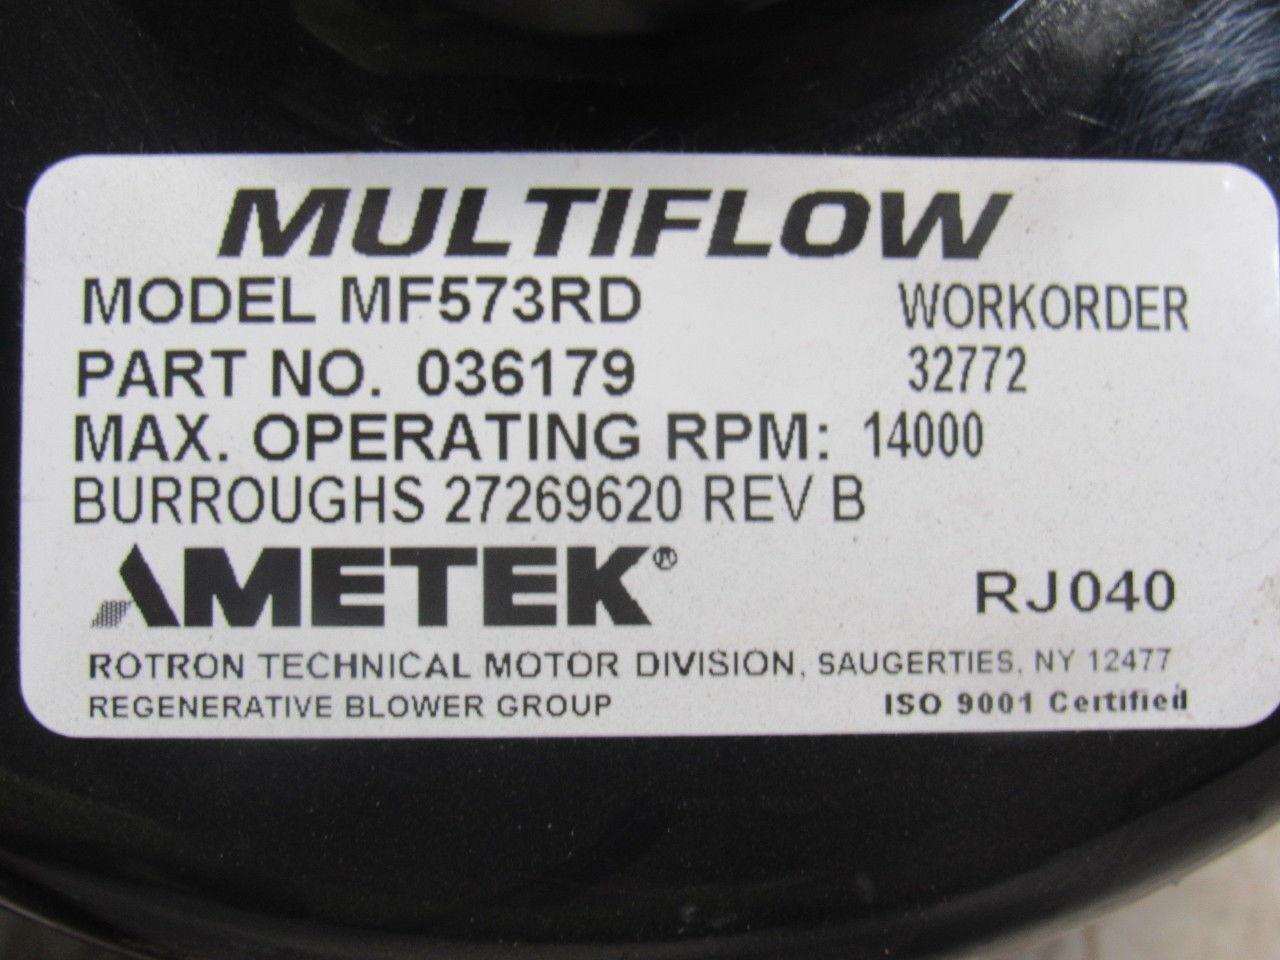 MULTIFLOW
MODEL MF573RD WORKORDER
PART NO. 036179 32772
MAX. OPERATING RPM: 14000
BURROUGHS 27269620 REV B
AMETEK®
RJ040
ROTRON TECHNICAL MOTOR DIVISION, SAUGERTIES, NY 12477
REGENERATIVE BLOWER GROUP ISO 9001 Certified